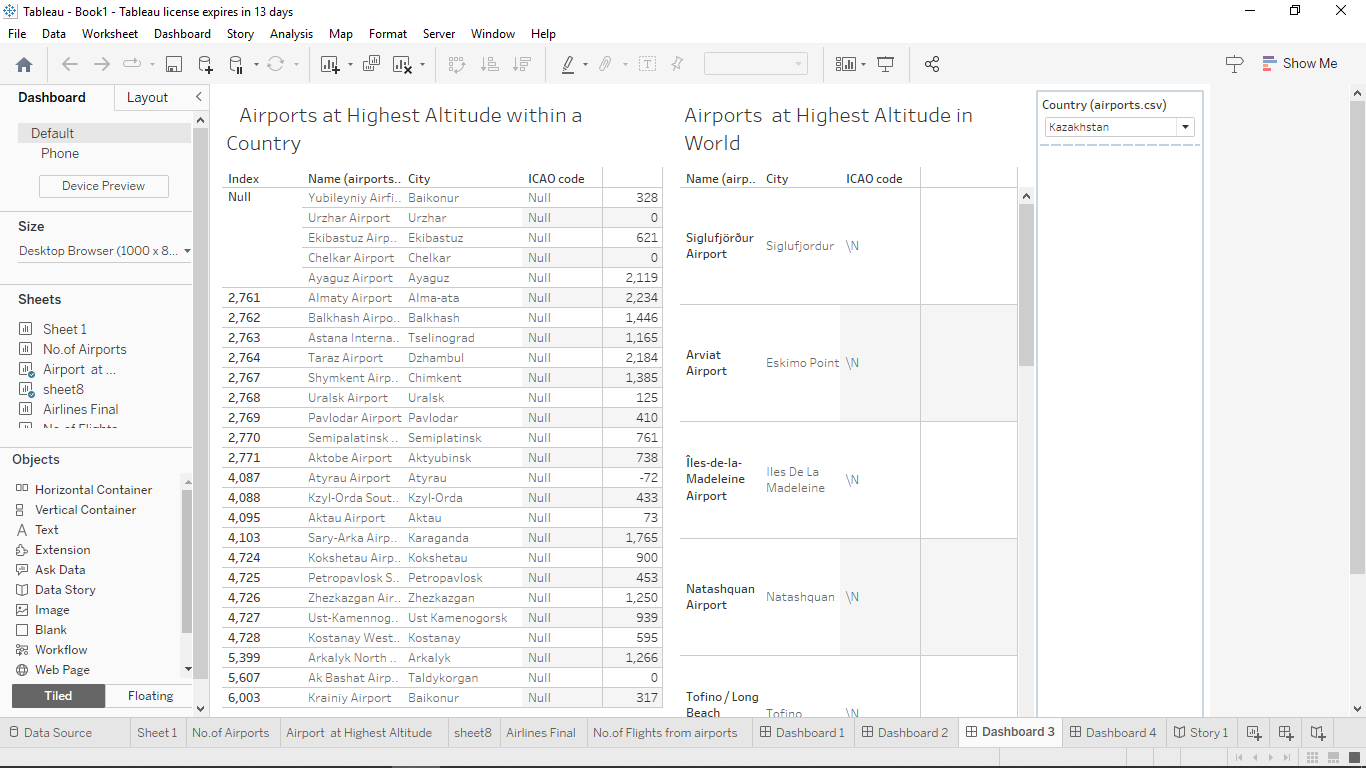 Tableau - Book1 - Tableau license expires in 13 days
File Data Worksheet Dashboard Story Analysis Map Format Server Window Help
Show Me
Dashboard Layout
Default
Phone
Device Preview
Size
Desktop Browser (1000 x 8...
Sheets
Sheet 1
No.of Airports
Airport at ...
sheet8
Airlines Final
No.of Flights
Objects
Horizontal Container
Vertical Container
Text
Extension
Ask Data
Data Story
Image
Blank
Workflow
Web Page
Tiled Floating
Airports at Highest Altitude within a
Country
Index Name (airports.. City ICAO code
Null Yubileyniy Airfi.. Baikonur Null 328
Urzhar Airport Urzhar Null 0
Ekibastuz Airp.. Ekibastuz Null 621
Chelkar Airport Chelkar Null 0
Ayaguz Airport Ayaguz Null 2,119
2,761 Almaty Airport Alma-ata Null 2,234
2,762 Balkhash Airpo.. Balkhash Null 1,446
2,763 Astana Interna.. Tselinograd Null 1,165
2,764 Taraz Airport Dzhambul Null 2,184
2,767 Shymkent Airp.. Chimkent Null 1,385
2,768 Uralsk Airport Uralsk Null 125
2,769 Pavlodar Airport Pavlodar Null 410
2,770 Semipalatinsk .. Semiplatinsk Null 761
2,771 Aktobe Airport Aktyubinsk Null 738
4,087 Atyrau Airport Atyrau Null -72
4,088 Kzyl-Orda Sout.. Kzyl-Orda Null 433
4,095 Aktau Airport Aktau Null 73
4,103 Sary-Arka Airp.. Karaganda Null 1,765
4,724 Kokshetau Airp.. Kokshetau Null 900
4,725 Petropavlosk S.. Petropavlosk Null 453
4,726 Zhezkazgan Air.. Zhezkazgan Null 1,250
4,727 Ust-Kamennog.. Ust Kamenogorsk Null 939
4,728 Kostanay West.. Kostanay Null 595
5,399 Arkalyk North .. Arkalyk Null 1,266
5,607 Ak Bashat Airp.. Taldykorgan Null 0
6,003 Krainiy Airport Baikonur Null 317
Airports at Highest Altitude in
World
Name (airp.. City ICAO code
Siglufjörður
Airport
Siglufjordur \N
Arviat
Airport
Eskimo Point \N
Îles-de-la-
Madeleine
Airport
Iles De La
Madeleine
\N
Natashquan
Airport
Natashquan \N
Tofino / Long
Beach
Tofino \N
Country (airports.csv)
Kazakhstan
Data Source Sheet 1 No.of Airports Airport at Highest Altitude sheet8 Airlines Final No.of Flights from airports Dashboard 1 Dashboard 2 Dashboard 3 Dashboard 4 Story 1